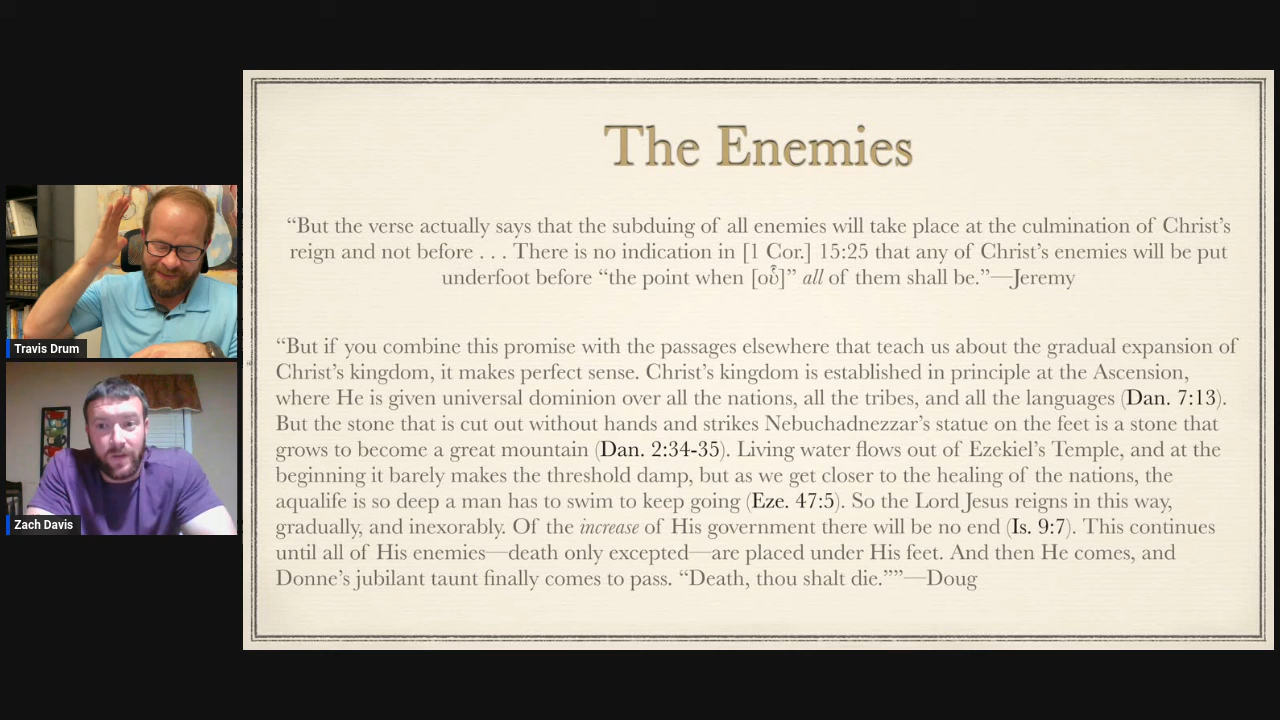 The Enemies
“But the verse actually says that the subduing of all enemies will take place at the culmination of Christ’s
reign and not before . . . There is no indication in [1 Cor.] 15:25 that any of Christ’s enemies will be put
underfoot before “the point when [οὗ]” all of them shall be.”—Jeremy
“But if you combine this promise with the passages elsewhere that teach us about the gradual expansion of
Christ’s kingdom, it makes perfect sense. Christ’s kingdom is established in principle at the Ascension,
where He is given universal dominion over all the nations, all the tribes, and all the languages (Dan. 7:13).
But the stone that is cut out without hands and strikes Nebuchadnezzar’s statue on the feet is a stone that
grows to become a great mountain (Dan. 2:34-35). Living water flows out of Ezekiel’s Temple, and at the
beginning it barely makes the threshold damp, but as we get closer to the healing of the nations, the
aqualife is so deep a man has to swim to keep going (Eze. 47:5). So the Lord Jesus reigns in this way,
gradually, and inexorably. Of the increase of His government there will be no end (Is. 9:7). This continues
until all of His enemies—death only excepted—are placed under His feet. And then He comes, and
Donne’s jubilant taunt finally comes to pass. “Death, thou shalt die.””—Doug
Travis Drum
Zach Davis